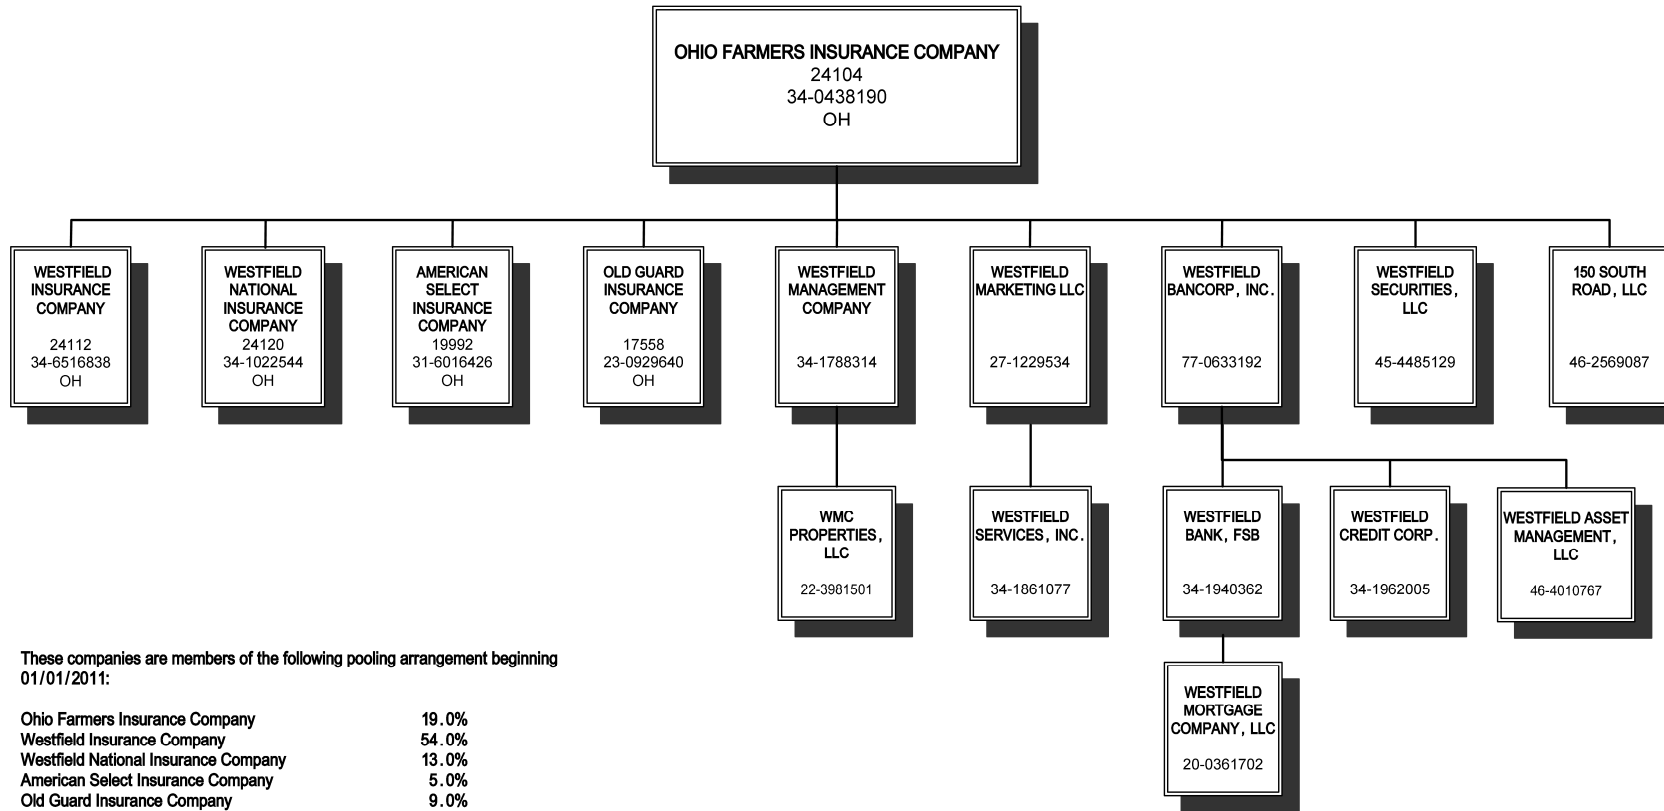 OHIO FARMERS INSURANCE COMPANY
24104
34-0438190
OH
WESTFIELD
INSURANCE
COMPANY
24112
34-6516838
OH
WESTFIELD
NATIONAL
INSURANCE
COMPANY
24120
34-1022544
OH
AMERICAN
SELECT
INSURANCE
COMPANY
19992
31-6016426
OH
OLD GUARD
INSURANCE
COMPANY
17558
23-0929640
OH
WESTFIELD
MANAGEMENT
COMPANY
34-1788314
WESTFIELD
MARKETING LLC
27-1229534
WESTFIELD
BANCORP, INC.
77-0633192
WESTFIELD
SECURITIES,
LLC
45-4485129
150 SOUTH
ROAD, LLC
46-2569087
WMC
PROPERTIES,
LLC
22-3981501
WESTFIELD
SERVICES, INC.
34-1861077
WESTFIELD
BANK, FSB
34-1940362
WESTFIELD
CREDIT CORP.
34-1962005
WESTFIELD ASSET
MANAGEMENT,
LLC
46-4010767
WESTFIELD
MORTGAGE
COMPANY, LLC
20-0361702
These companies are members of the following pooling arrangement beginning
01/01/2011:
Ohio Farmers Insurance Company 19.0%
Westfield Insurance Company 54.0%
Westfield National Insurance Company 13.0%
American Select Insurance Company 5.0%
Old Guard Insurance Company 9.0%